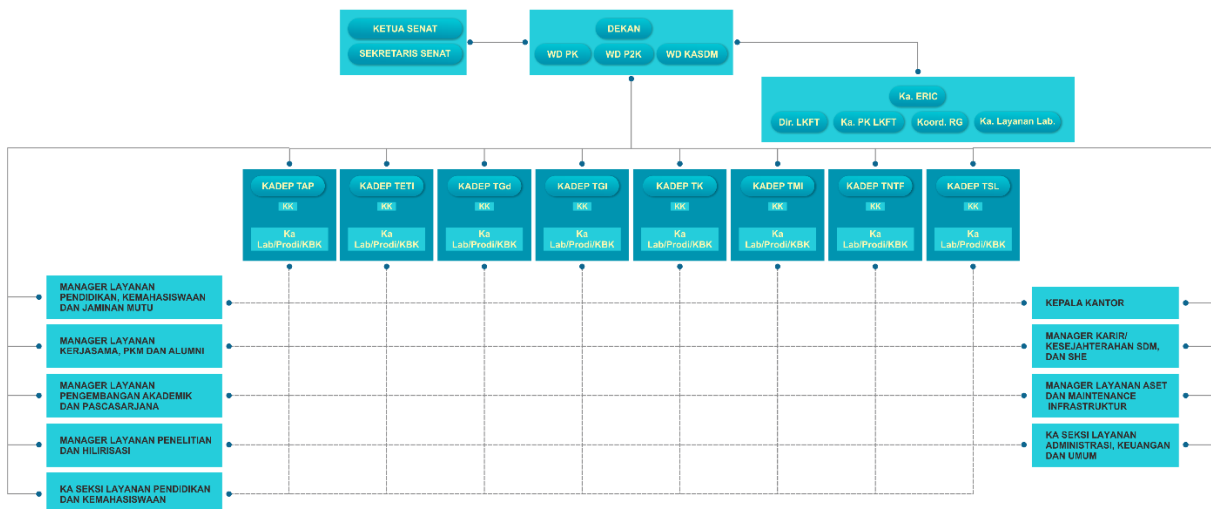 KETUA SENAT
SEKRETARIS SENAT
DEKAN
WD PK
WD P2K
WD KASDM
Ka. ERIC
Dir. LKFT
Ka. PK LKFT
Koord. RG
Ka. Layanan Lab.
KADEP TAP
KK
Ka
Lab/Prodi/KBK
KADEP TETI
KK
Ka
Lab/Prodi/KBK
KADEP TGd
KK
Ka
Lab/Prodi/KBK
KADEP TGI
KK
Ka
Lab/Prodi/KBK
KADEP TK
KK
Ka
Lab/Prodi/KBK
KADEP TMI
KK
Ka
Lab/Prodi/KBK
KADEP TNTF
KK
Ka
Lab/Prodi/KBK
KADEP TSL
KK
Ka
Lab/Prodi/KBK
MANAGER LAYANAN
PENDIDIKAN, KEMAHASISWAAN
DAN JAMINAN MUTU
MANAGER LAYANAN
KERJASAMA, PKM DAN ALUMNI
MANAGER LAYANAN
PENGEMBANGAN AKADEMIK
DAN PASCASARJANA
MANAGER LAYANAN PENELITIAN
DAN HILIRISASI
KA SEKSI LAYANAN PENDIDIKAN
DAN KEMAHASISWAAN
KEPALA KANTOR
MANAGER KARIR/
KESEJAHTERAHAN SDM,
DAN SHE
MANAGER LAYANAN ASET
DAN MAINTENANCE
INFRASTRUKTUR
KA SEKSI LAYANAN
ADMINISTRASI, KEUANGAN
DAN UMUM